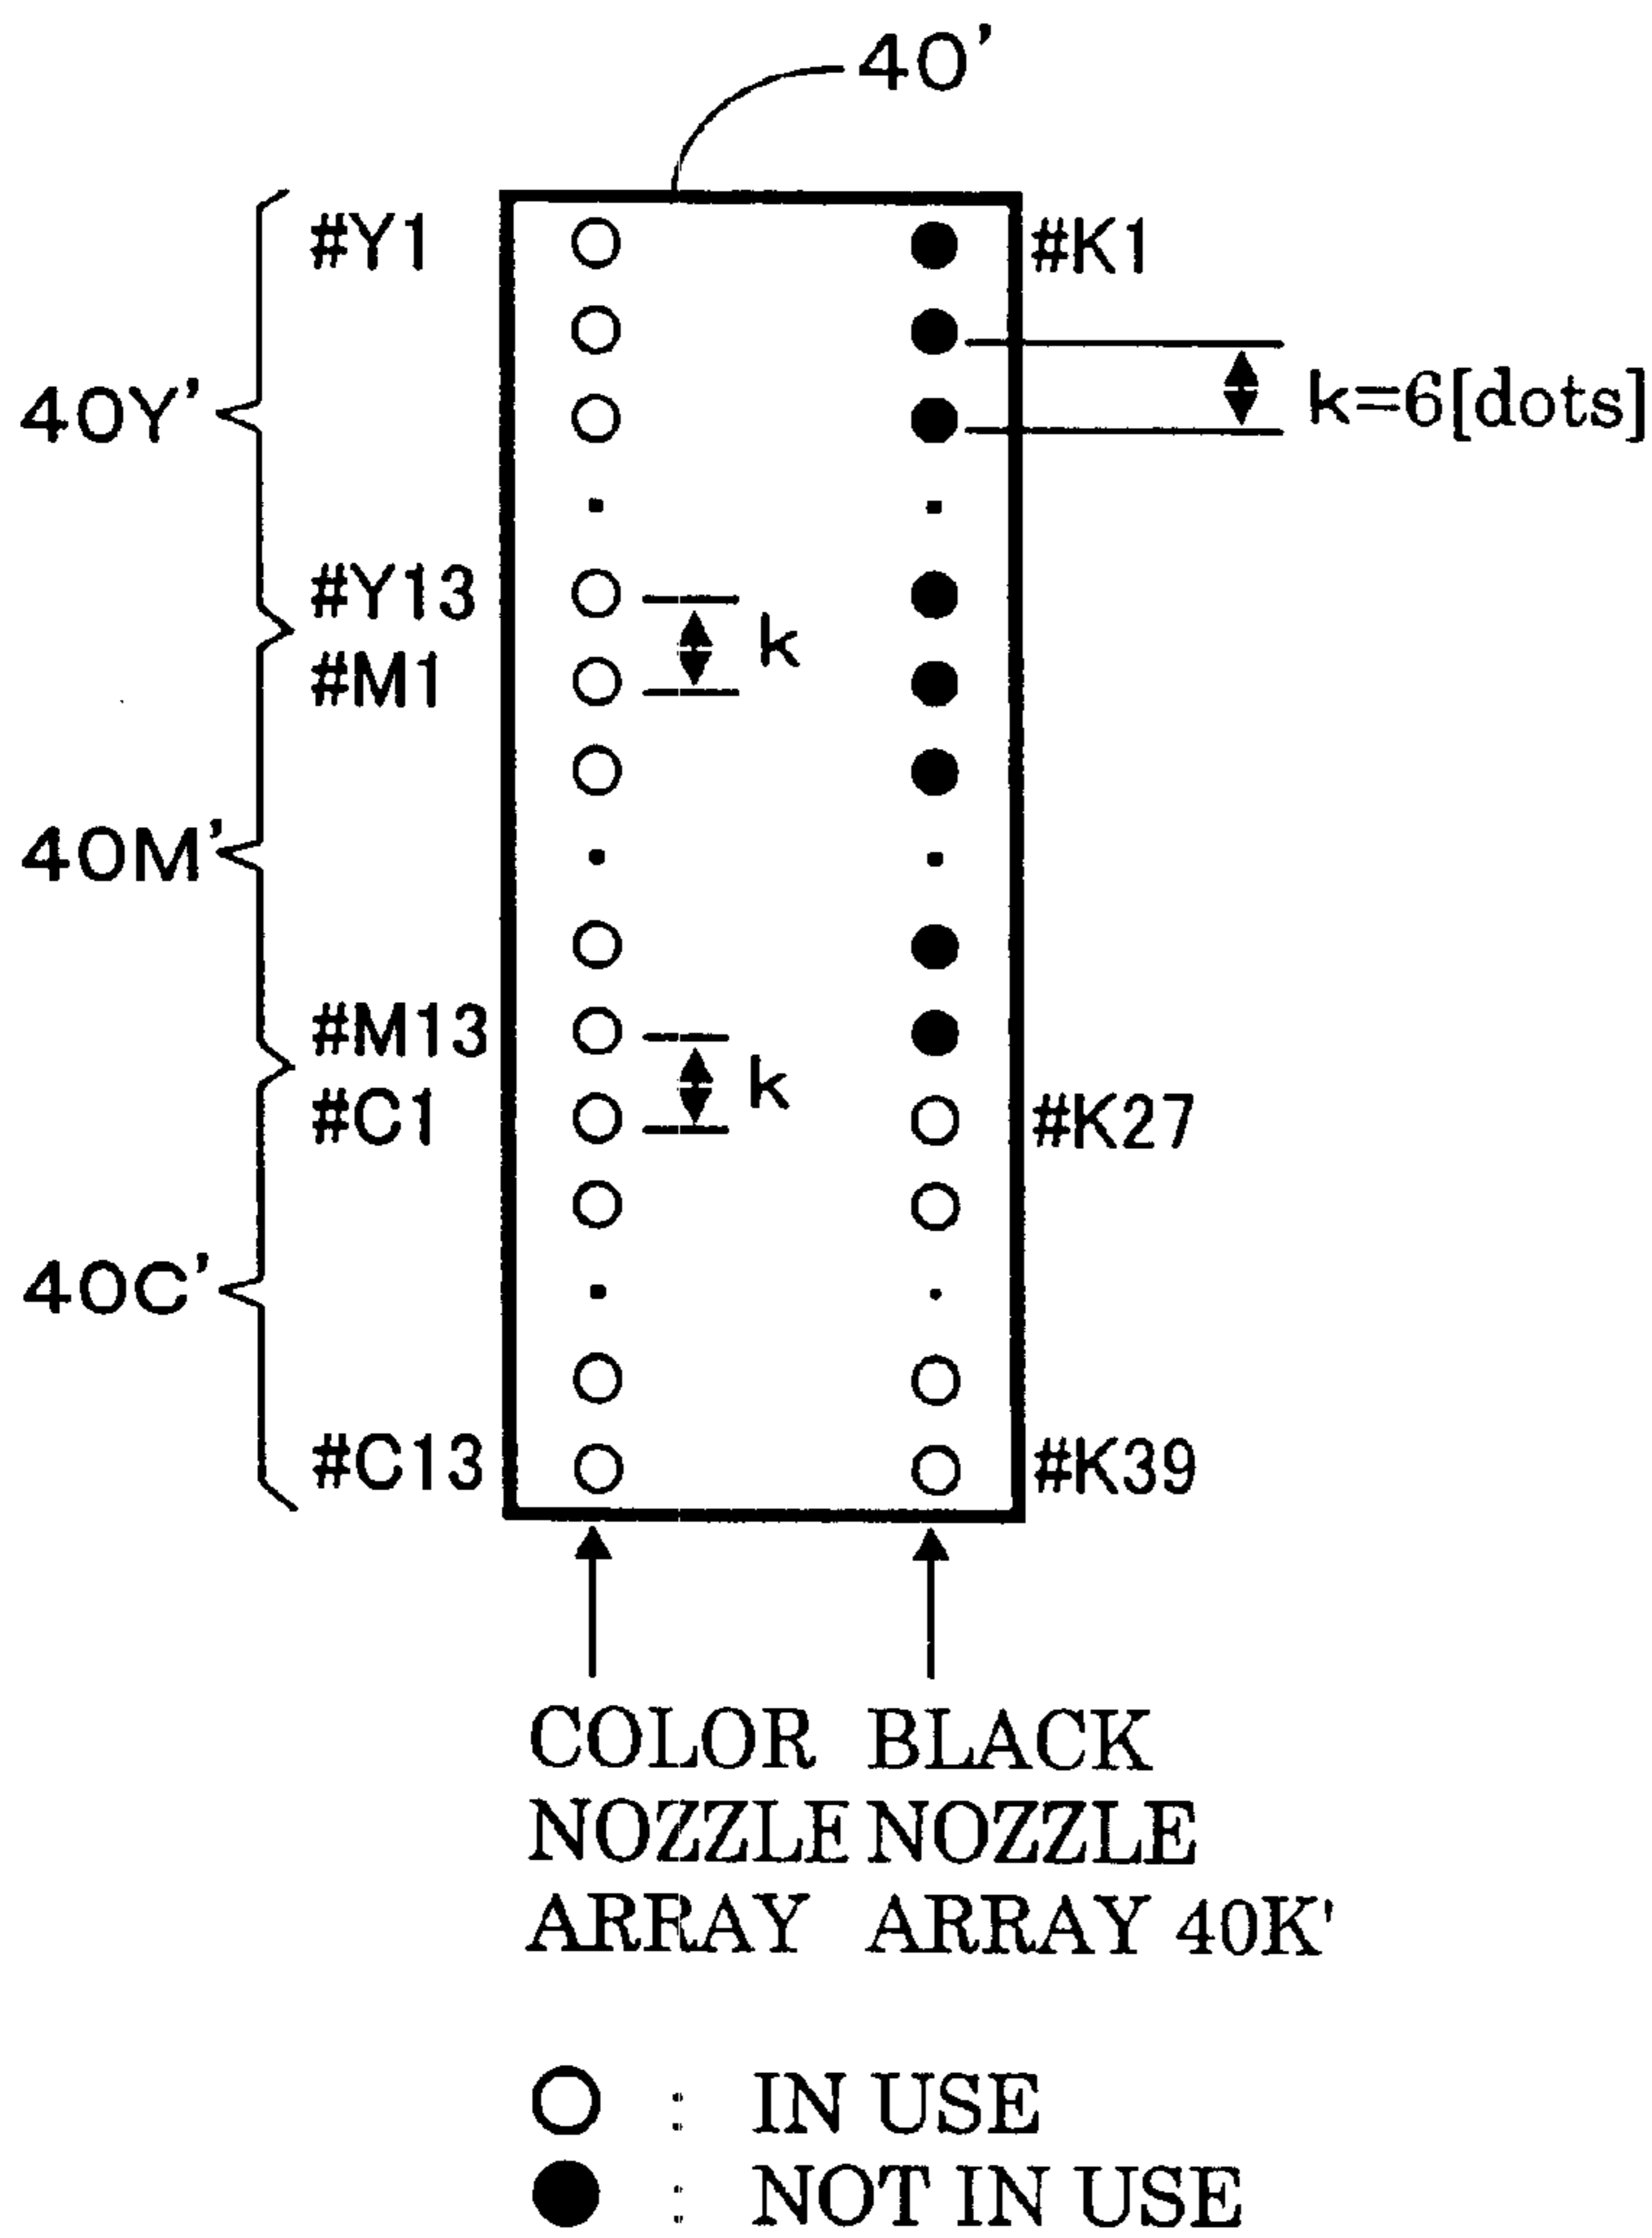 40'
#Y1
#K1
k=6[dots]
40Y'
#Y13
k
#M1
40M'
#M13
k
#C1
#K27
40C'
#C13
#K39
COLOR BLACK
NOZZLE NOZZLE
ARRAY ARRAY 40K'
: IN USE
: NOT IN USE